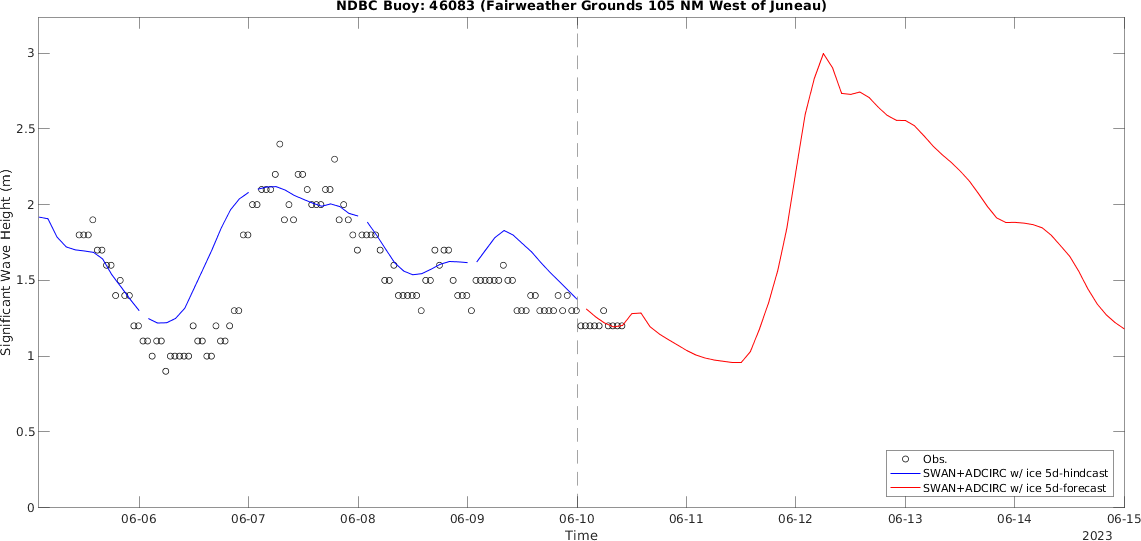 NDBC Buoy: 46083 (Fairweather Grounds 105 NM West of Juneau)
Significant Wave Height (m)
3
2.5
2
1.5
1
0.5
0
Obs.
SWAN+ADCIRC w/ ice 5d-hindcast
SWAN+ADCIRC w/ ice 5d-forecast
06-06 06-07 06-08 06-09 06-10 06-11 06-12 06-13 06-14 06-15
Time
2023